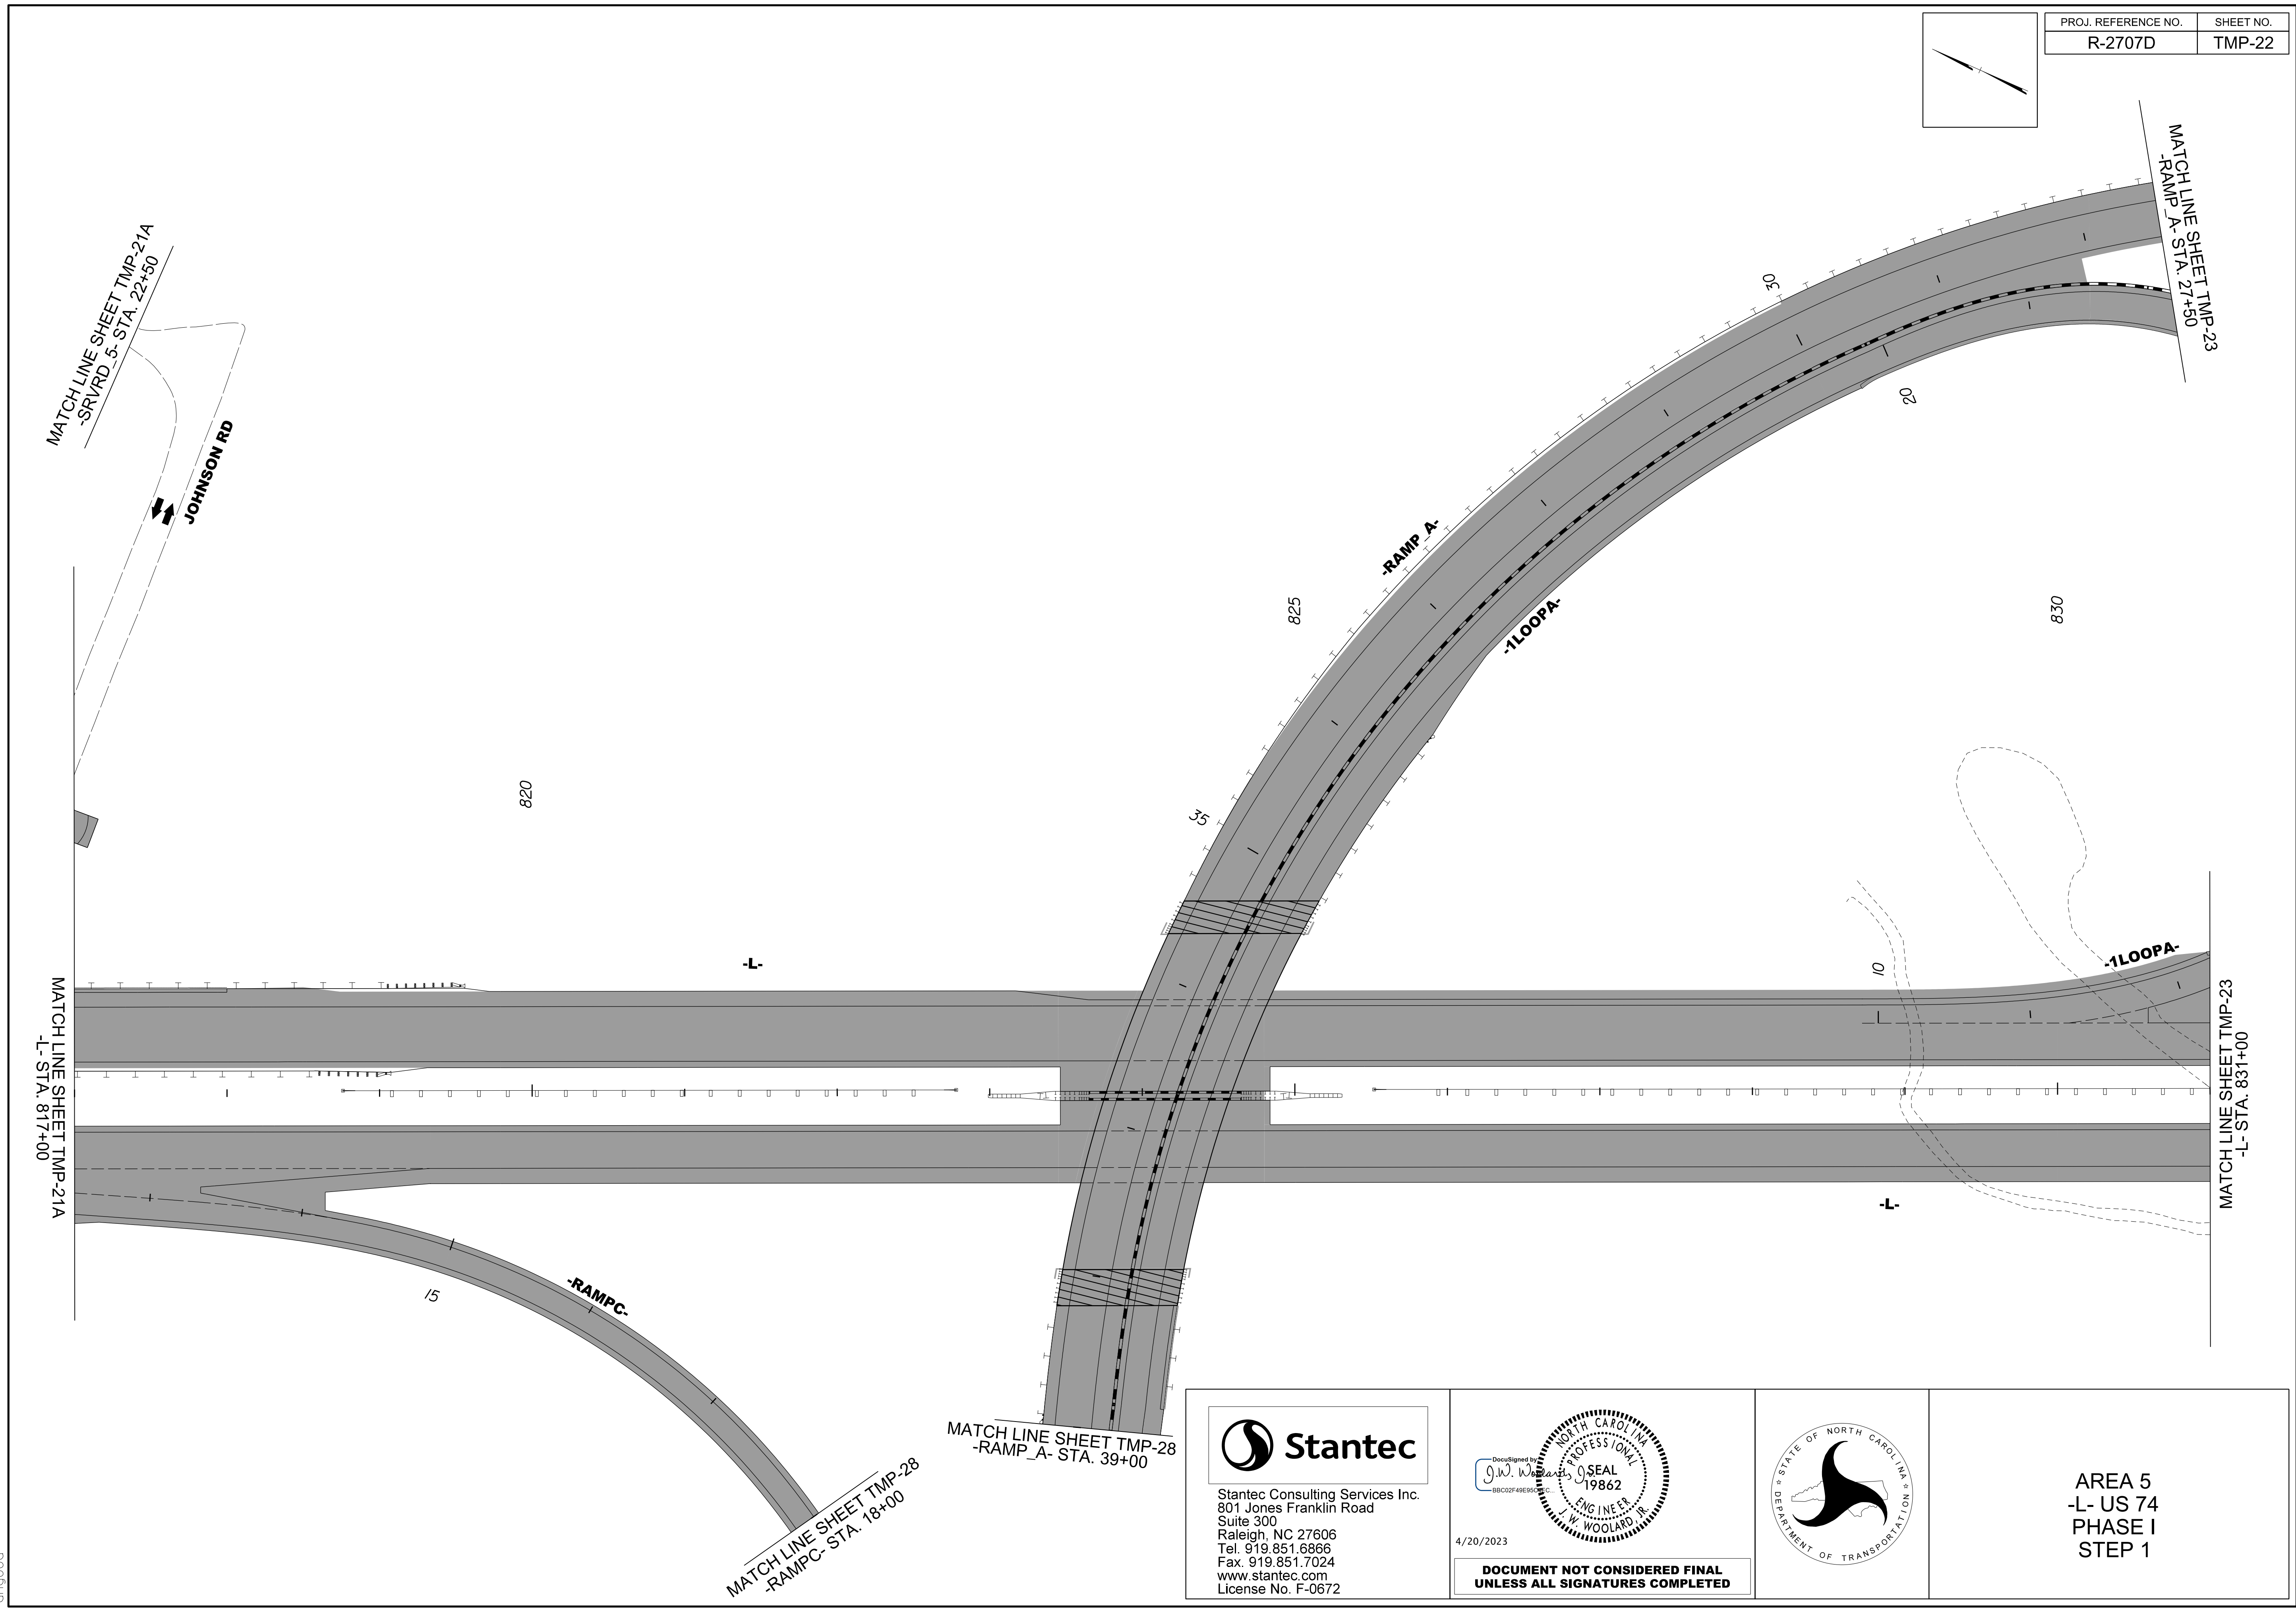 PROJ. REFERENCE NO.
SHEET NO.
R-2707D
TMP-22
MATCH LINE SHEET TMP-23
-RAMP_A- STA. 27+50
MATCH LINE SHEET TMP-21A
-SRVRD_5- STA. 22+50
JOHNSON RD
30
20
-RAMP_A-
-1LOOPA-
825
830
820
35
-L-
10
-1LOOPA-
MATCH LINE SHEET TMP-21A
-L- STA. 817+00
MATCH LINE SHEET TMP-23
-L- STA. 831+00
-L-
15
-RAMPC-
MATCH LINE SHEET TMP-28
-RAMP_A- STA. 39+00
MATCH LINE SHEET TMP-28
-RAMPC- STA. 18+00
Stantec
Stantec Consulting Services Inc.
801 Jones Franklin Road
Suite 300
Raleigh, NC 27606
Tel. 919.851.6866
Fax. 919.851.7024
www.stantec.com
License No. F-0672
DocuSigned by
J.W. Woolard, Jr.
NORTH CAROLINA
PROFESSIONAL
SEAL
19862
ENGINEER
J. W. WOOLARD, JR.
4/20/2023
DOCUMENT NOT CONSIDERED FINAL
UNLESS ALL SIGNATURES COMPLETED
STATE OF NORTH CAROLINA
DEPARTMENT OF TRANSPORTATION
AREA 5
-L- US 74
PHASE I
STEP 1